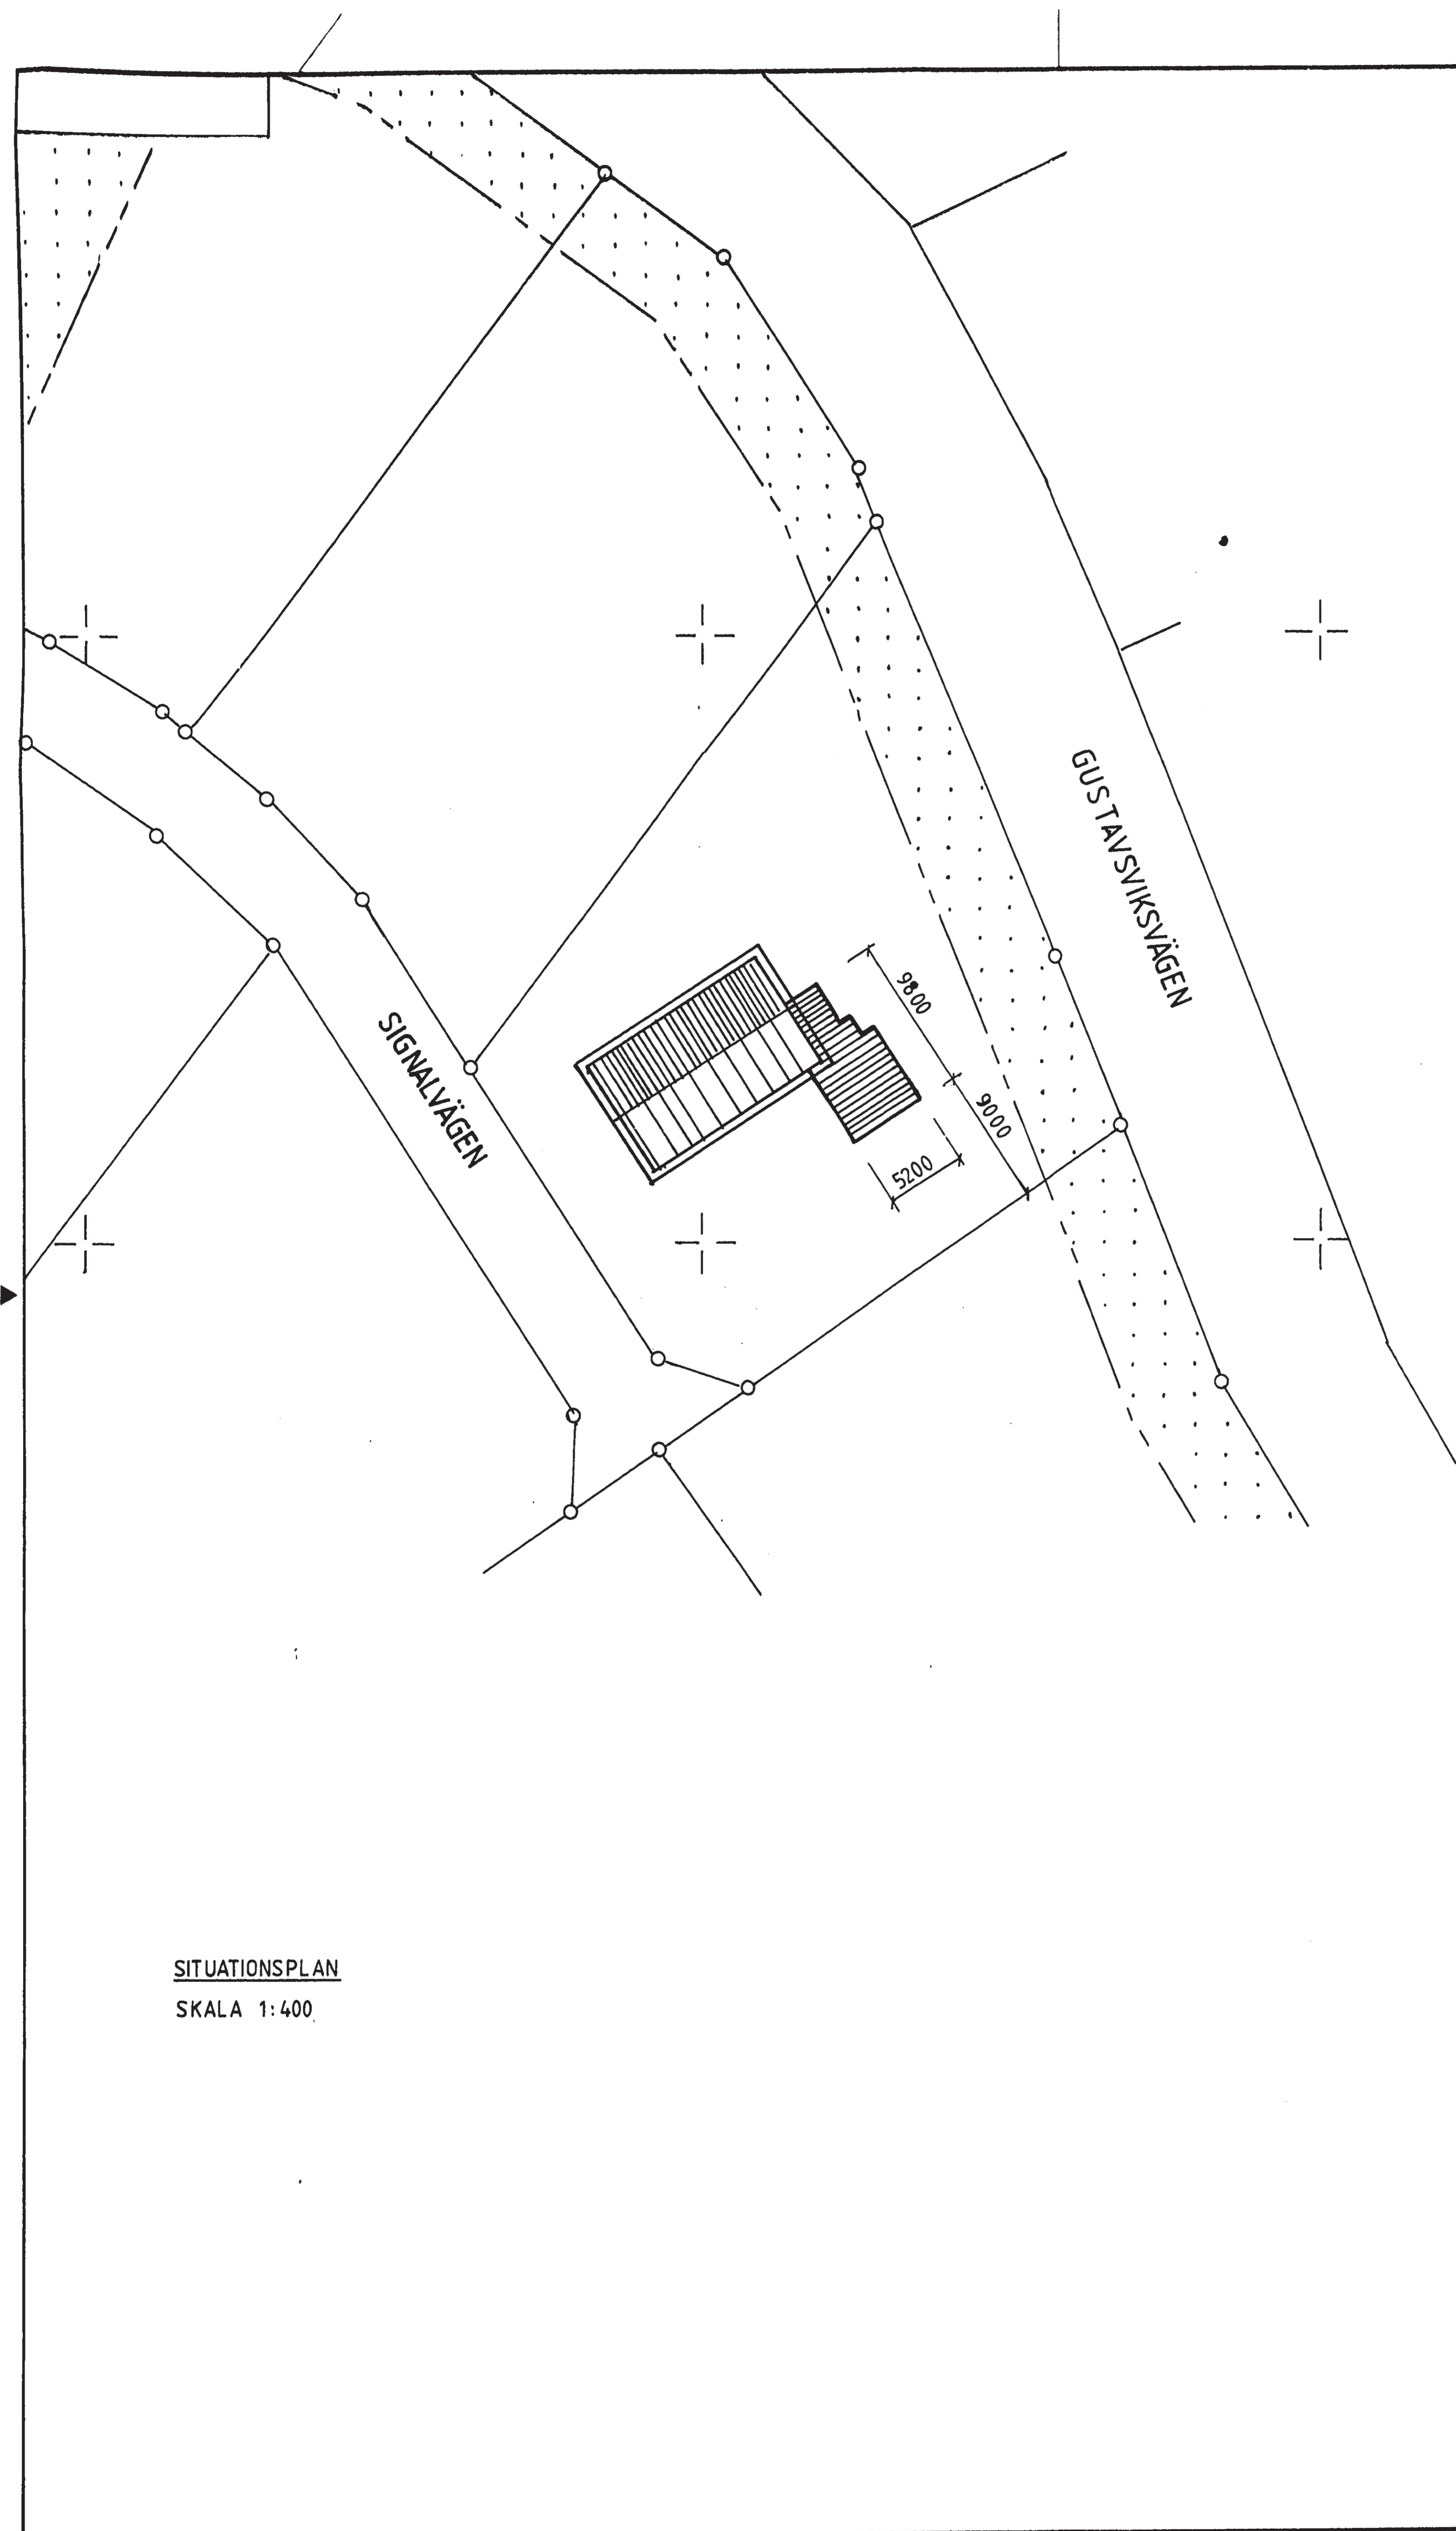 GUSTAVSVIKSVÄGEN
9800
SIGNALVÄGEN
9000
5200
SITUATIONSPLAN
SKALA 1:400